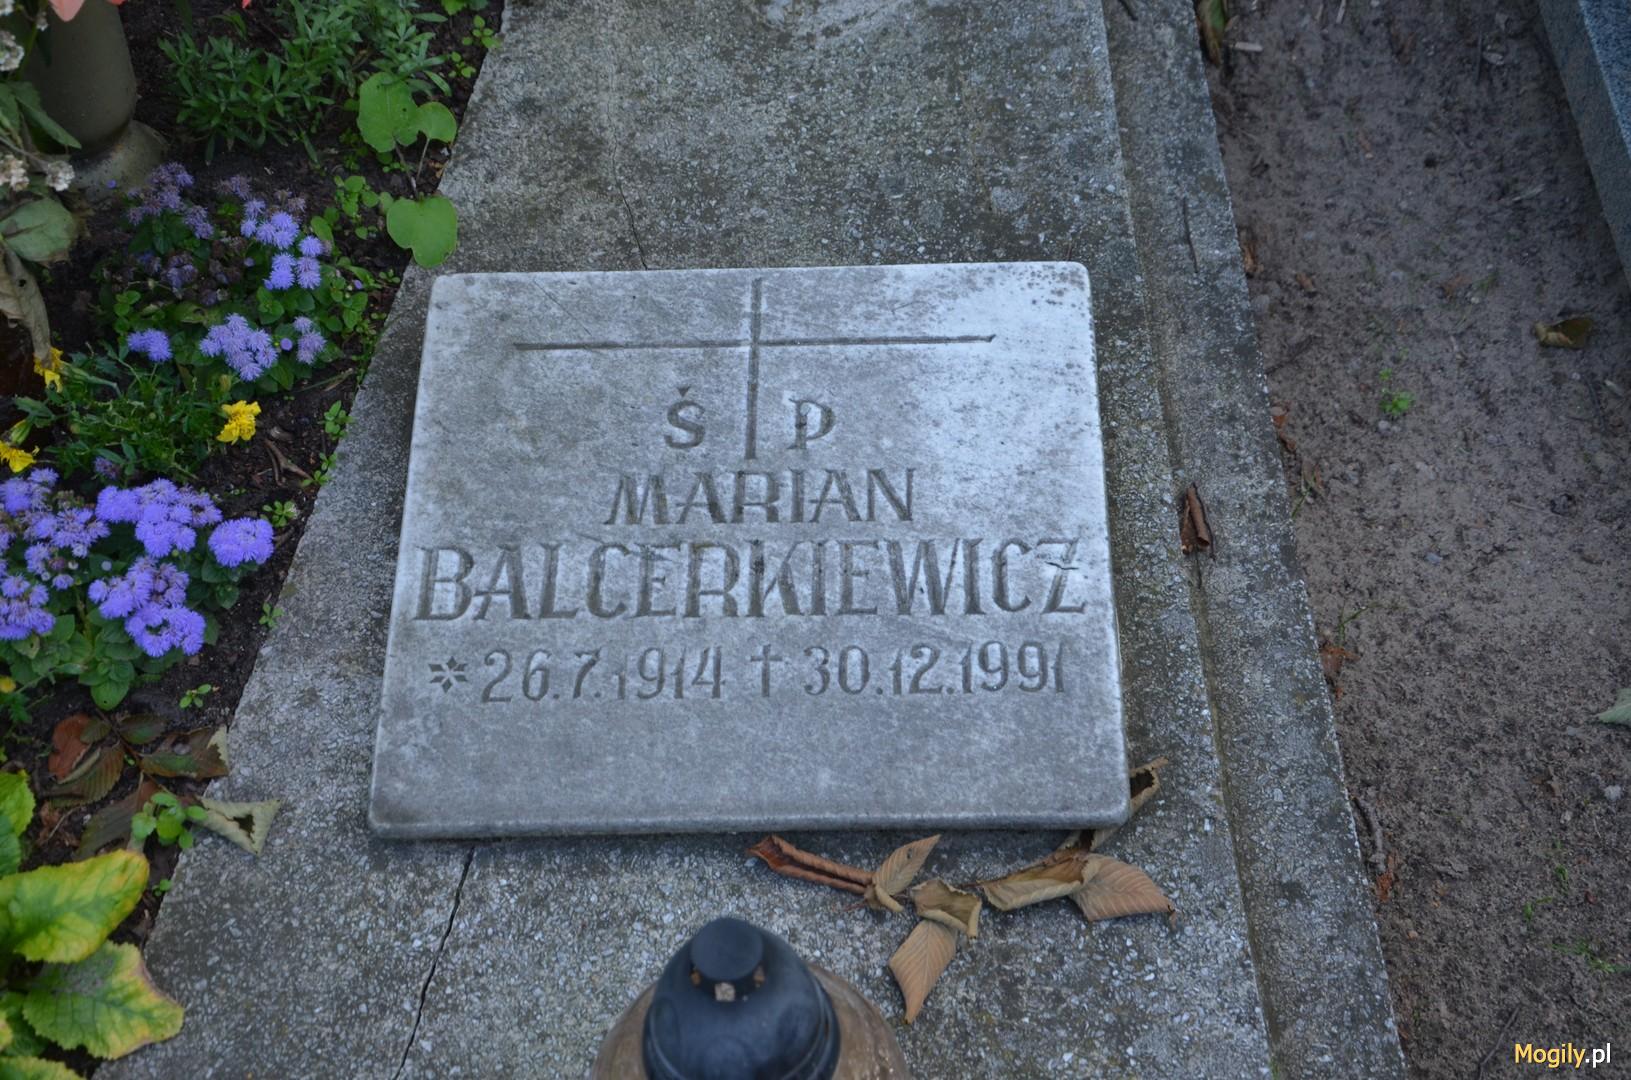 Ś P
MARIAN
BALCERKIEWICZ
* 26.7.1914 † 30.12.1991
Mogily.pl